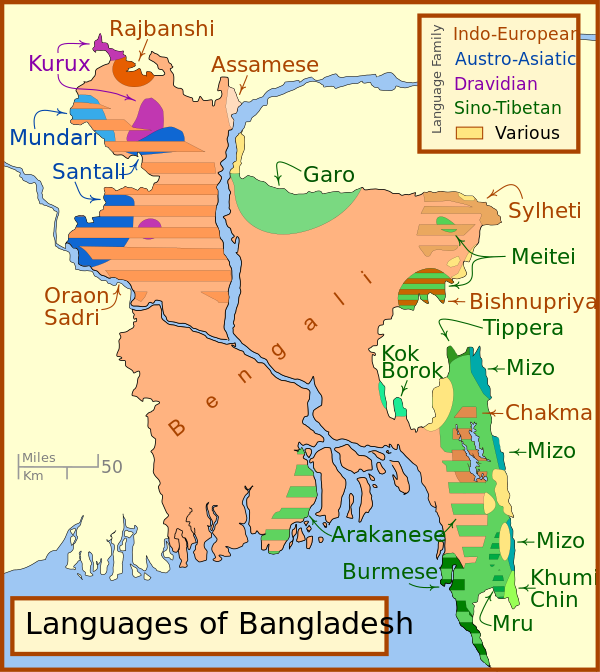 Rajbanshi
Kurux
Assamese
Language Family
Indo-European
Austro-Asiatic
Dravidian
Sino-Tibetan
Various
Mundari
Santali
Garo
Sylheti
Meitei
Oraon
Sadri
Bishnupriya
Tippera
Kok
Borok
Mizo
Bengali
Chakma
Mizo
Miles
Km
50
Arakanese
Mizo
Burmese
Khumi
Chin
Mru
Languages of Bangladesh